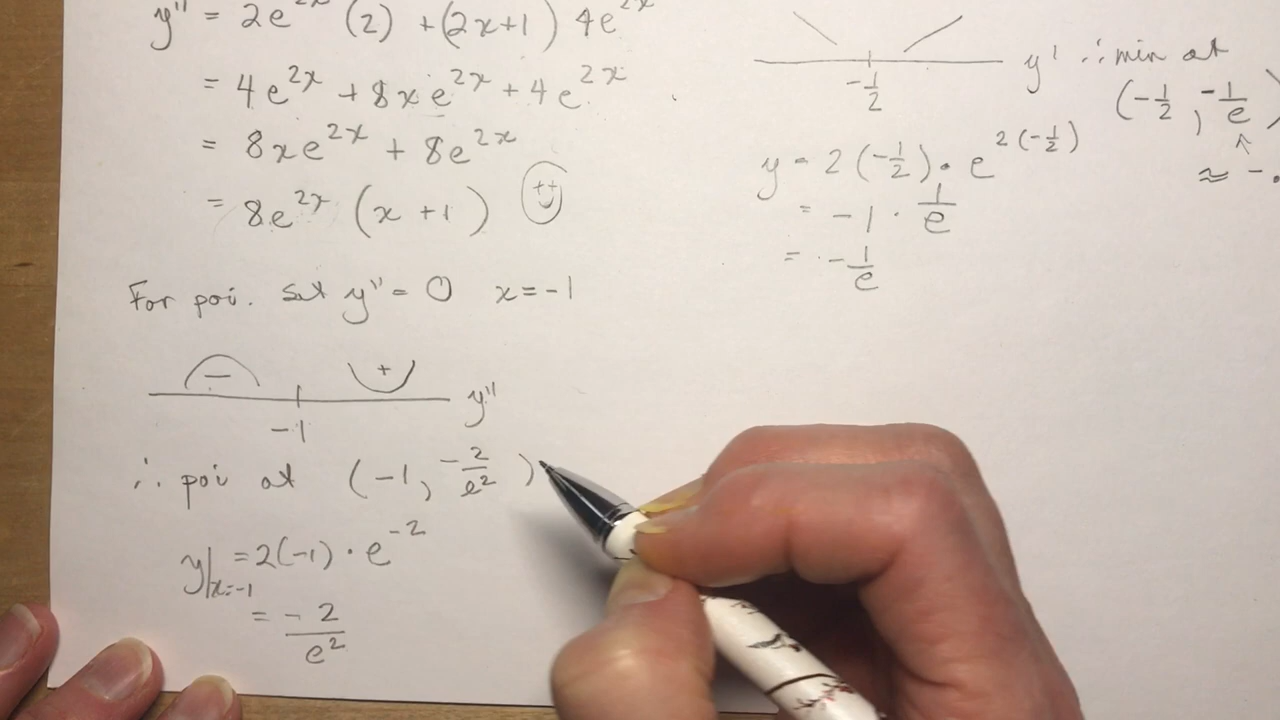 y'' = 2e^{2x} (2) + (2x+1) 4e^{2x}
= 4e^{2x} + 8xe^{2x} + 4e^{2x}
= 8xe^{2x} + 8e^{2x}
= 8e^{2x} (x+1)
For poi. set y'' = 0 x = -1
− + y''
-1
∴ poi at (-1, -2/e²)
y|x=-1 = 2(-1) · e^{-2}
= -2/e²
y' ∴ min at
-1/2 (-1/2, -1/e)
≈ -.
y = 2(-1/2) · e^{2(-1/2)}
= -1 · 1/e
= -1/e